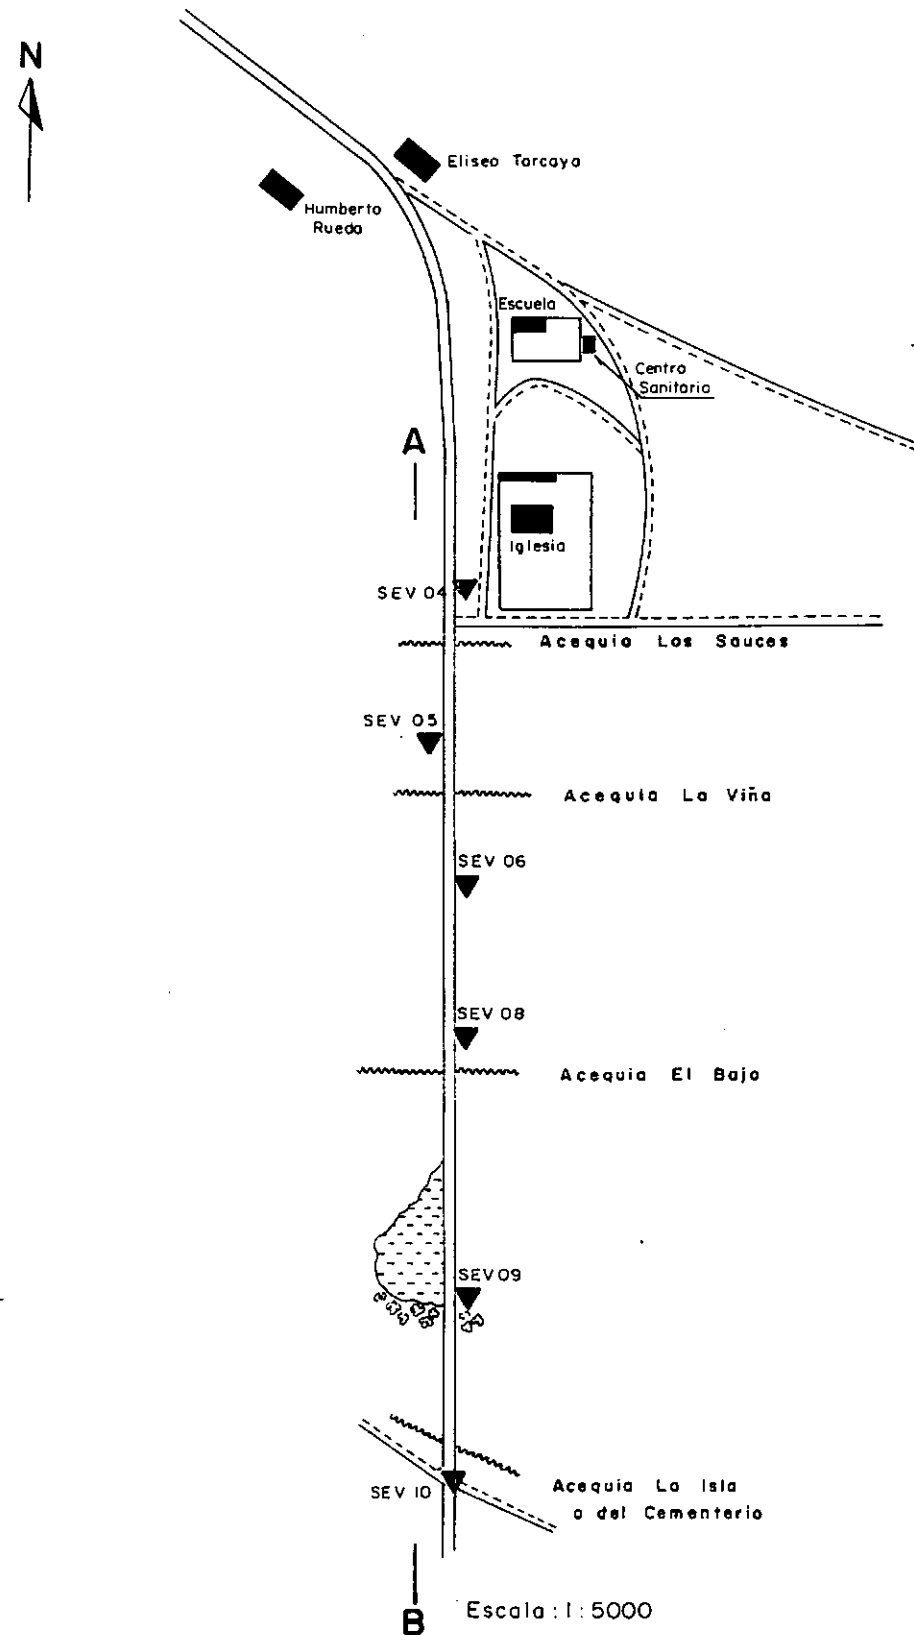 N
Eliseo Tarcaya
Humberto
Rueda
Escuela
Centro
Sanitario
A
Iglesia
SEV 04
Acequia Los Sauces
SEV 05
Acequia La Viña
SEV 06
SEV 08
Acequia El Bajo
SEV 09
SEV 10
Acequia La Isla
o del Cementerio
B
Escala : 1 : 5000